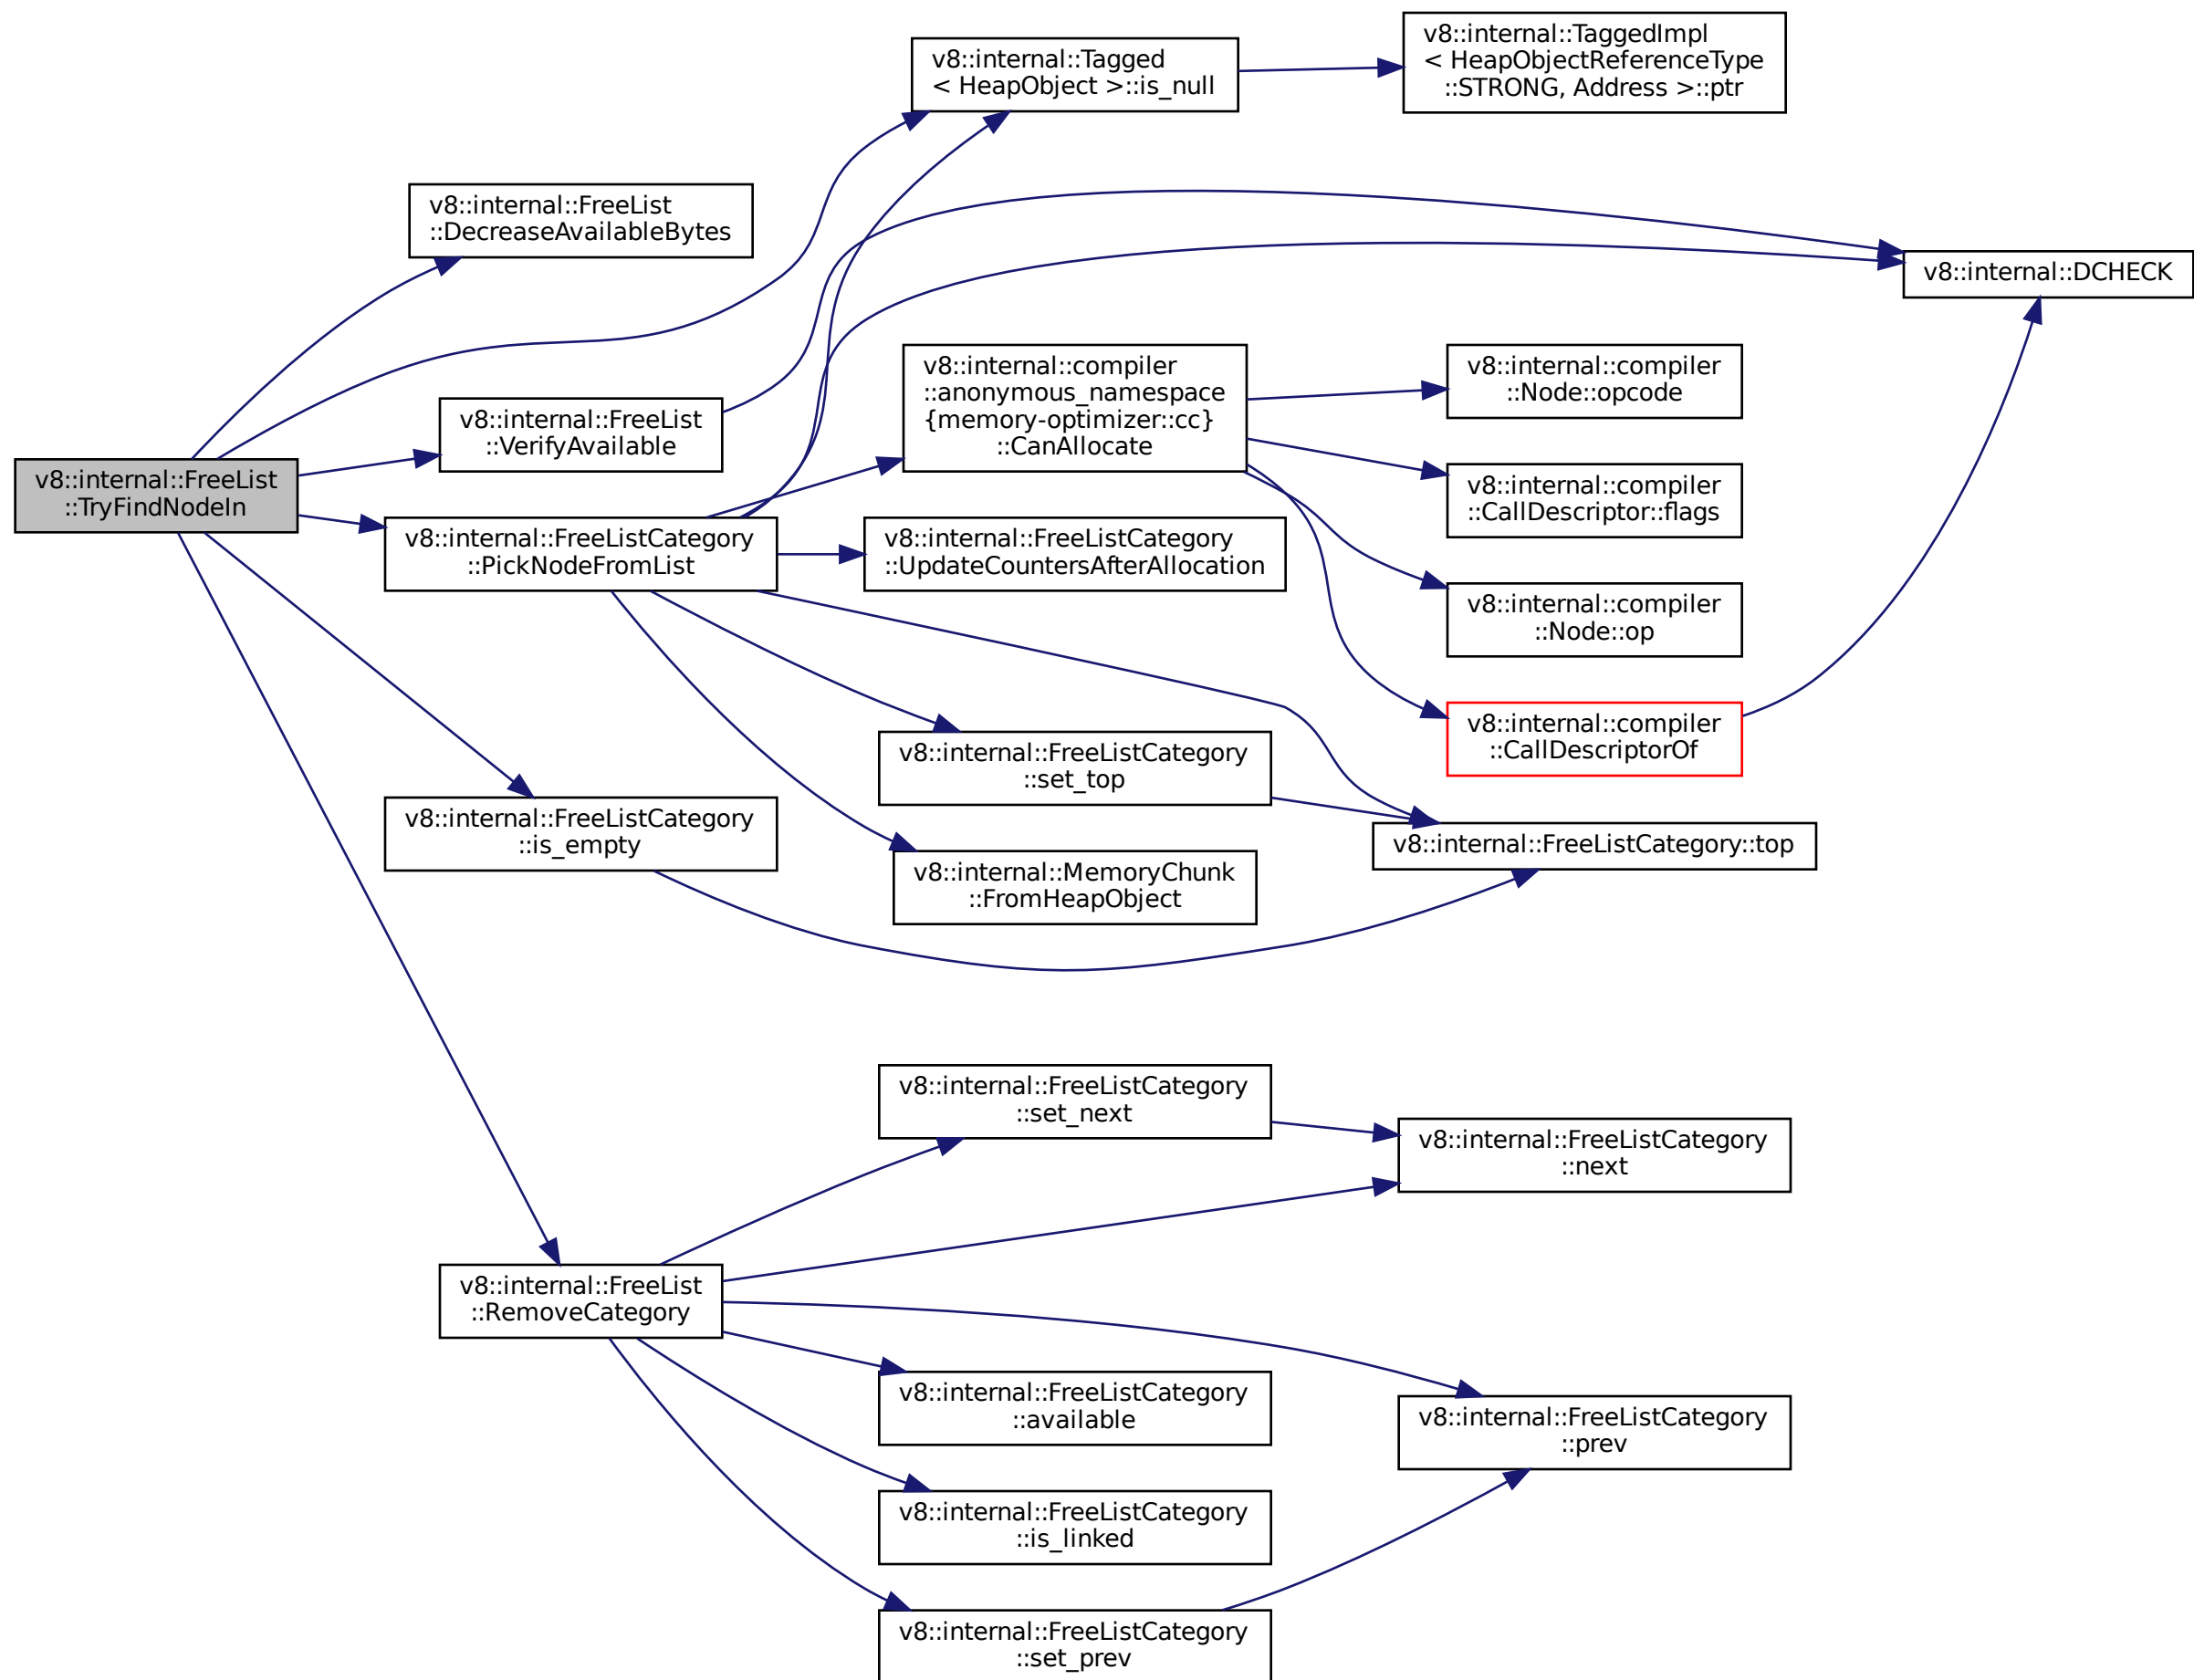 v8::internal::FreeList
::TryFindNodeIn
v8::internal::FreeList
::DecreaseAvailableBytes
v8::internal::Tagged
< HeapObject >::is_null
v8::internal::TaggedImpl
< HeapObjectReferenceType
::STRONG, Address >::ptr
v8::internal::FreeList
::VerifyAvailable
v8::internal::DCHECK
v8::internal::FreeListCategory
::PickNodeFromList
v8::internal::compiler
::anonymous_namespace
{memory-optimizer::cc}
::CanAllocate
v8::internal::compiler
::Node::opcode
v8::internal::compiler
::CallDescriptor::flags
v8::internal::compiler
::Node::op
v8::internal::compiler
::CallDescriptorOf
v8::internal::FreeListCategory
::UpdateCountersAfterAllocation
v8::internal::FreeListCategory
::set_top
v8::internal::FreeListCategory::top
v8::internal::MemoryChunk
::FromHeapObject
v8::internal::FreeListCategory
::is_empty
v8::internal::FreeList
::RemoveCategory
v8::internal::FreeListCategory
::set_next
v8::internal::FreeListCategory
::next
v8::internal::FreeListCategory
::available
v8::internal::FreeListCategory
::prev
v8::internal::FreeListCategory
::is_linked
v8::internal::FreeListCategory
::set_prev